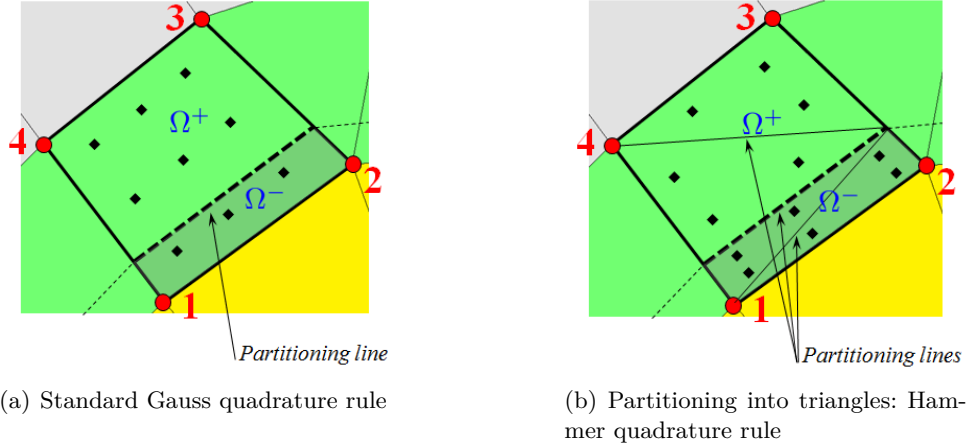 3
4
Ω+
2
Ω−
1
Partitioning line
(a) Standard Gauss quadrature rule
3
4
Ω+
2
Ω−
1
Partitioning lines
(b) Partitioning into triangles: Ham-
mer quadrature rule